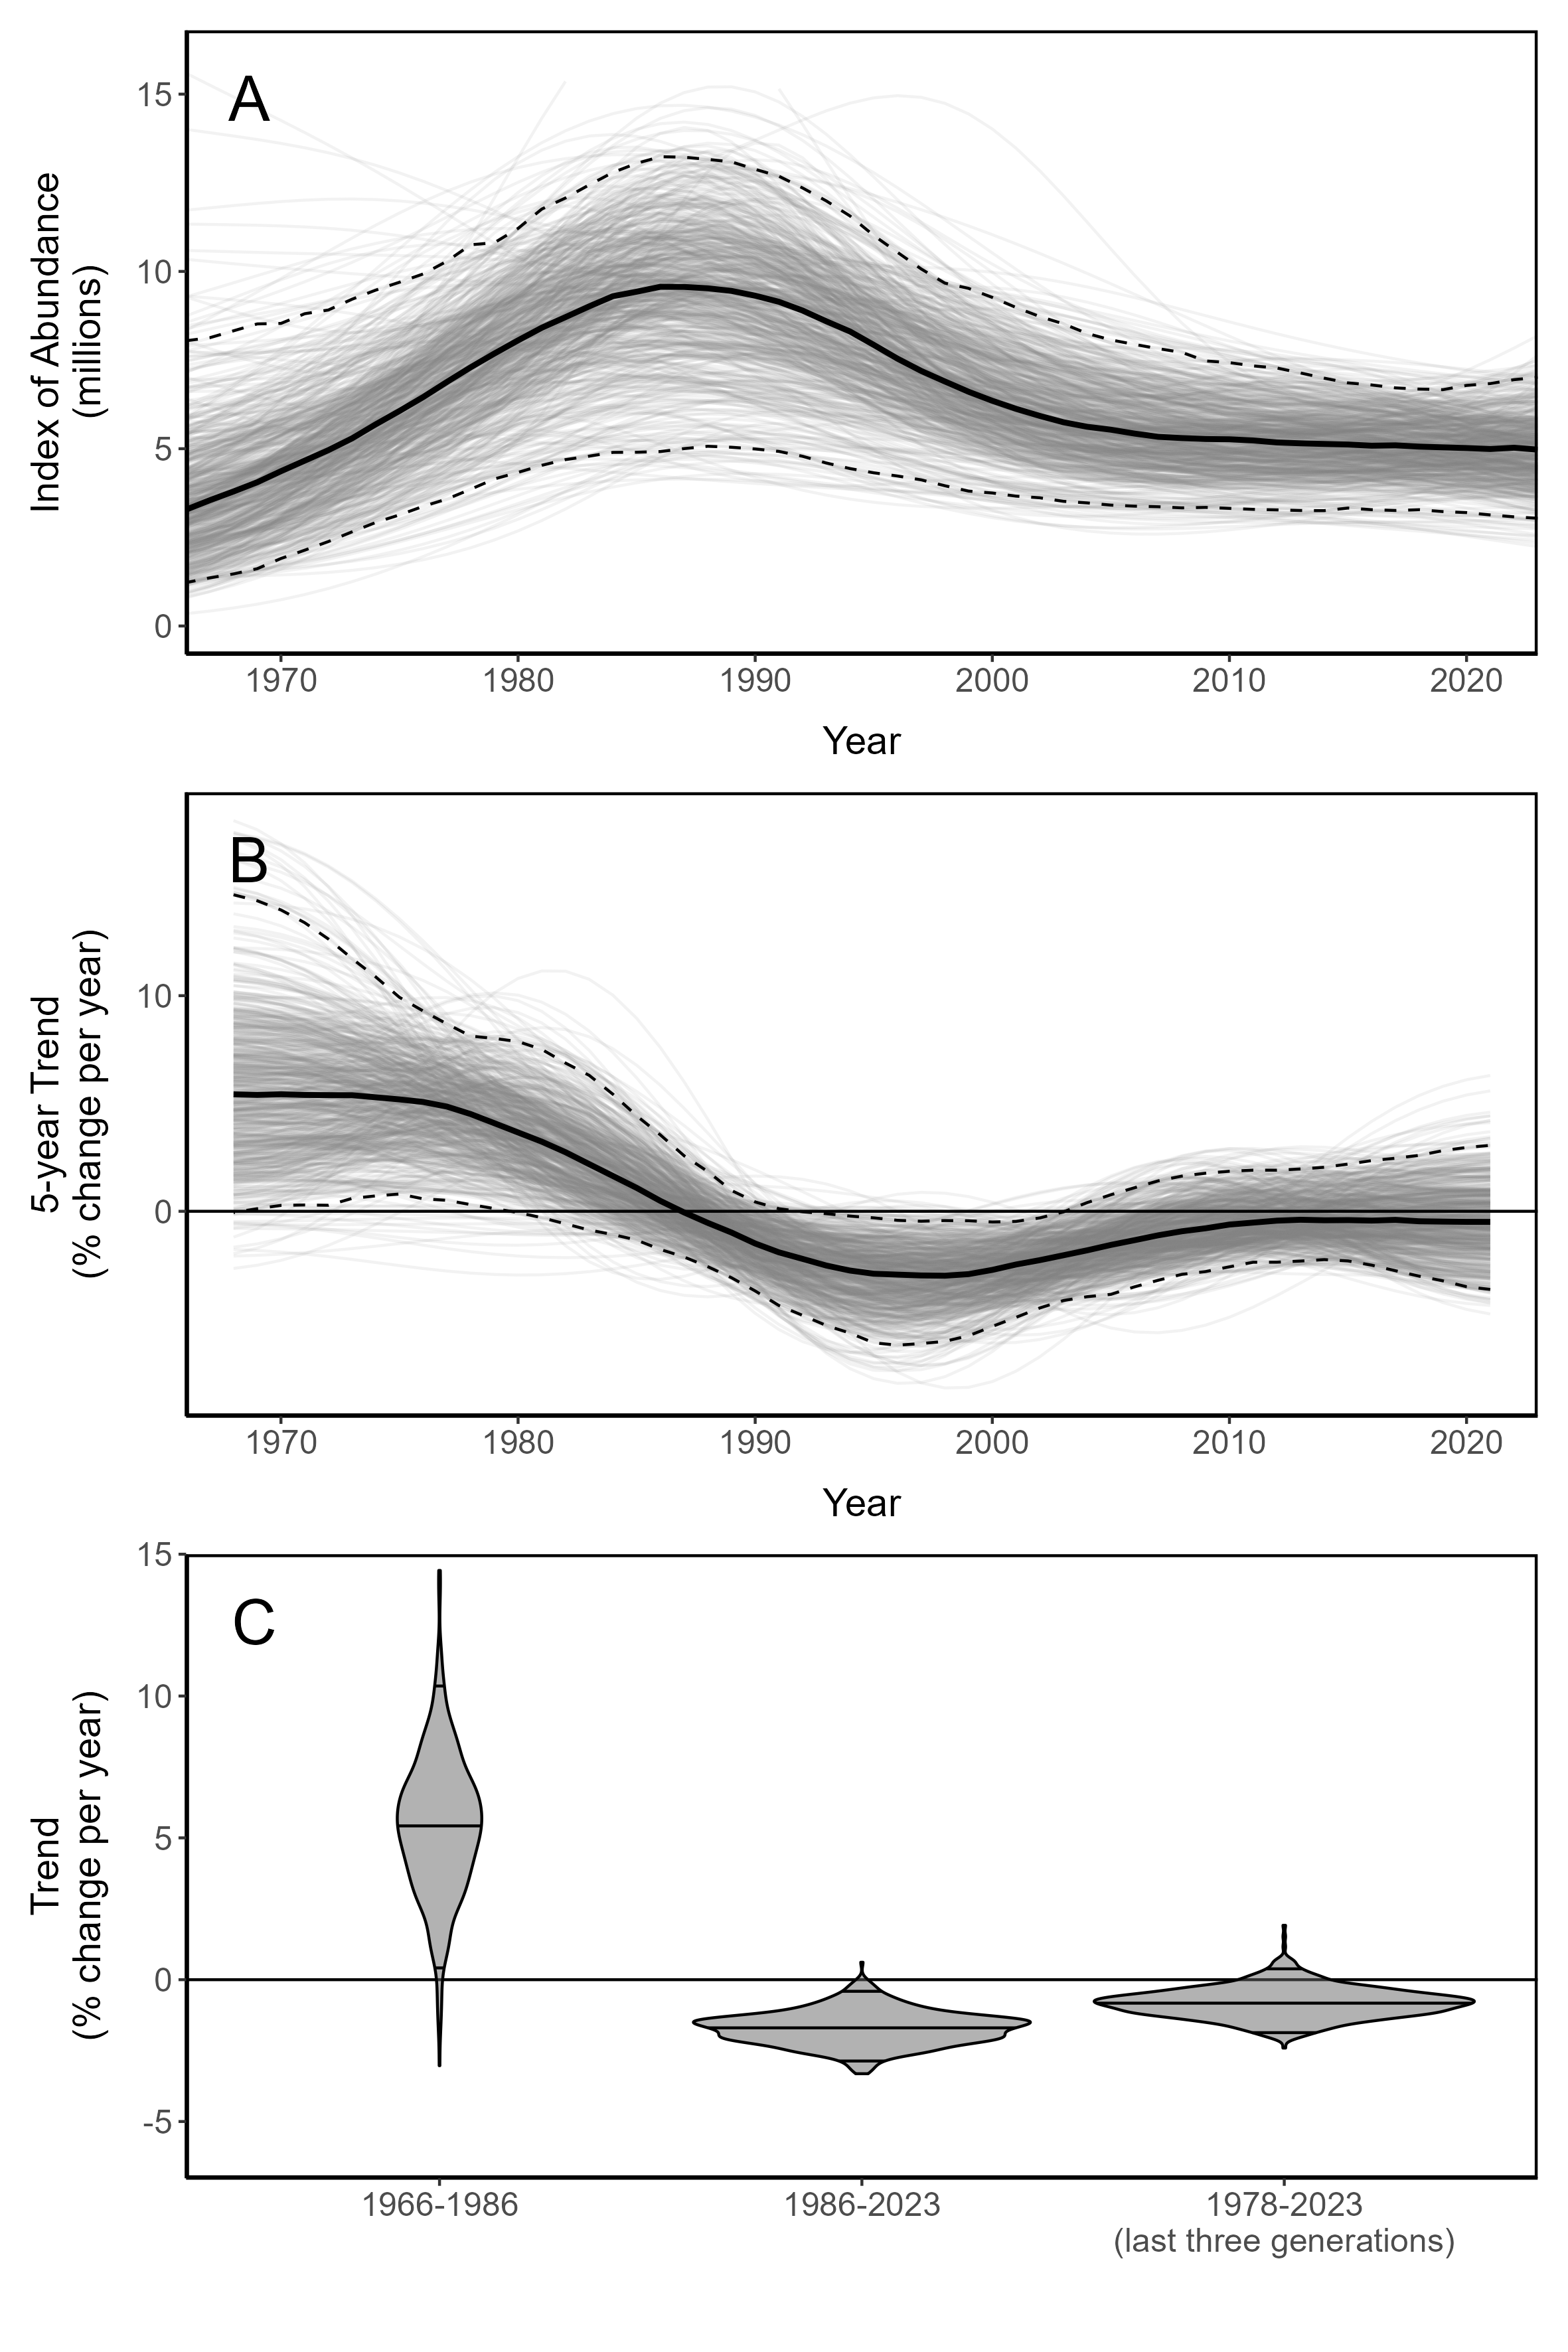 A
Index of Abundance
(millions)
15
10
5
0
1970 1980 1990 2000 2010 2020
Year
B
5-year Trend
(% change per year)
10
0
1970 1980 1990 2000 2010 2020
Year
C
Trend
(% change per year)
15
10
5
0
-5
1966-1986 1986-2023 1978-2023
(last three generations)